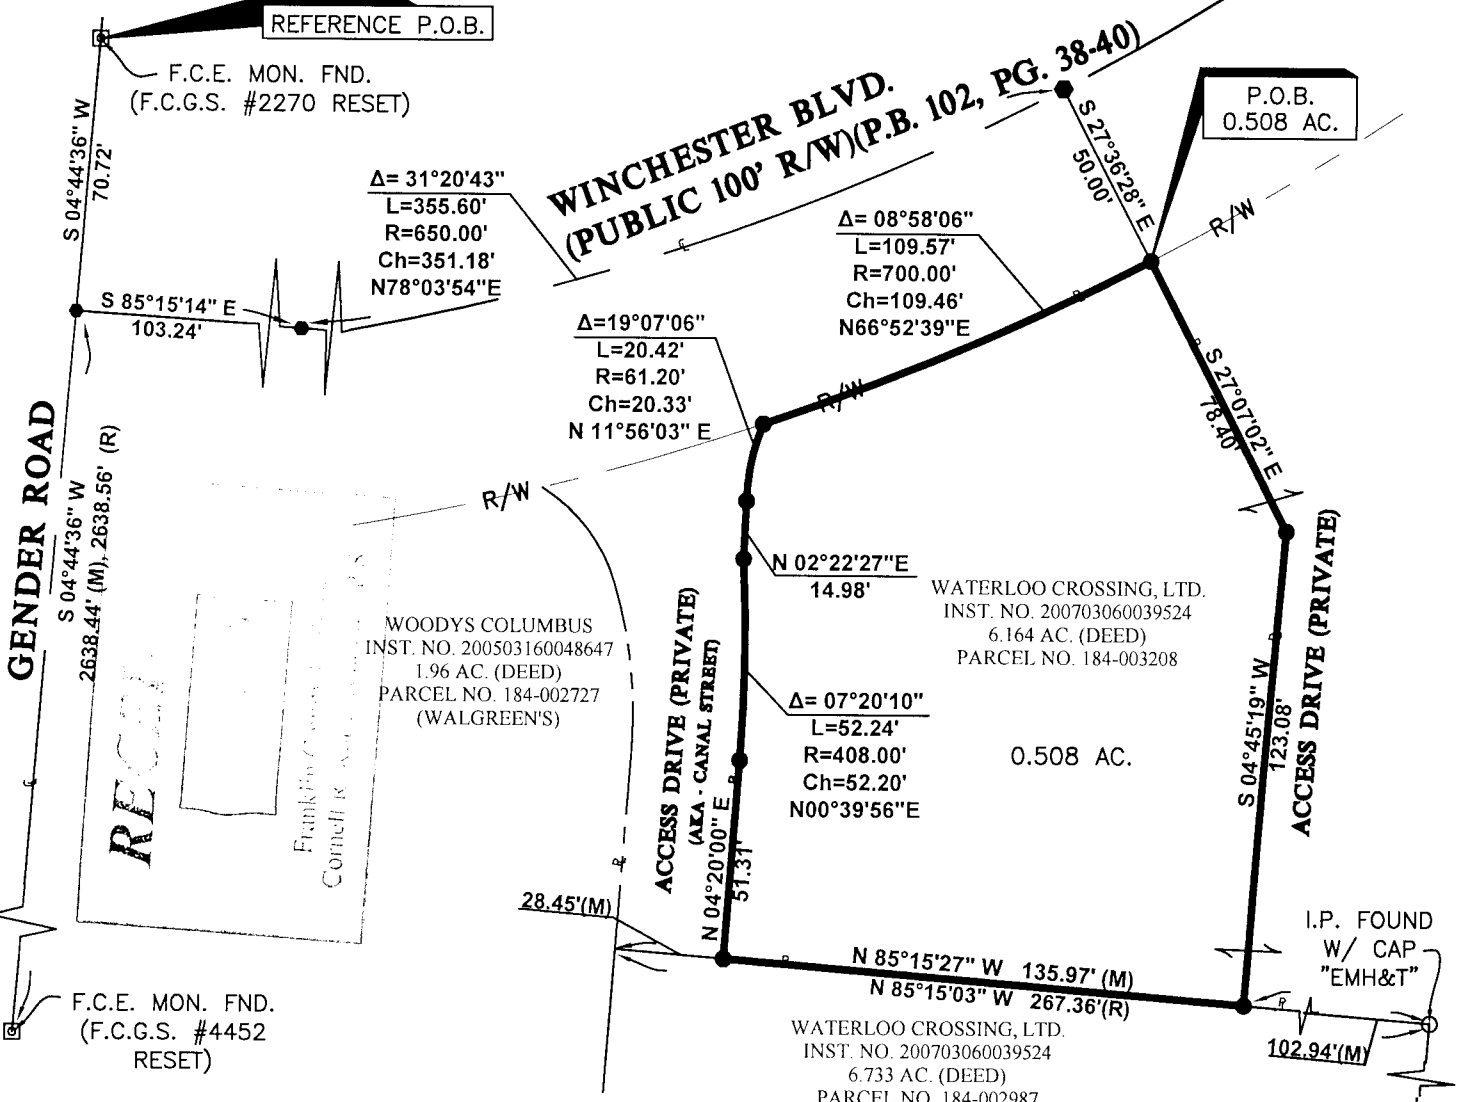 REFERENCE P.O.B.
F.C.E. MON. FND.
(F.C.G.S. #2270 RESET)
S 04°44'36" W
70.72'
S 85°15'14" E
103.24'
Δ= 31°20'43"
L=355.60'
R=650.00'
Ch=351.18'
N78°03'54"E
WINCHESTER BLVD.
(PUBLIC 100' R/W)(P.B. 102, PG. 38-40)
S 27°36'28" E
50.00'
P.O.B.
0.508 AC.
R/W
Δ= 08°58'06"
L=109.57'
R=700.00'
Ch=109.46'
N66°52'39"E
Δ=19°07'06"
L=20.42'
R=61.20'
Ch=20.33'
N 11°56'03" E
R/W
R/W
S 27°07'02" E
78.40'
GENDER ROAD
S 04°44'36" W
2638.44' (M), 2638.56' (R)
N 02°22'27"E
14.98'
WATERLOO CROSSING, LTD.
INST. NO. 200703060039524
6.164 AC. (DEED)
PARCEL NO. 184-003208
WOODYS COLUMBUS
INST. NO. 200503160048647
1.96 AC. (DEED)
PARCEL NO. 184-002727
(WALGREEN'S)
ACCESS DRIVE (PRIVATE)
(AKA - CANAL STREET)
Δ= 07°20'10"
L=52.24'
R=408.00'
Ch=52.20'
N00°39'56"E
0.508 AC.
S 04°45'19" W
123.08'
ACCESS DRIVE (PRIVATE)
N 04°20'00" E
51.31'
28.45'(M)
N 85°15'27" W 135.97' (M)
N 85°15'03" W 267.36'(R)
I.P. FOUND
W/ CAP
"EMH&T"
102.94'(M)
F.C.E. MON. FND.
(F.C.G.S. #4452
RESET)
WATERLOO CROSSING, LTD.
INST. NO. 200703060039524
6.733 AC. (DEED)
PARCEL NO. 184-002987